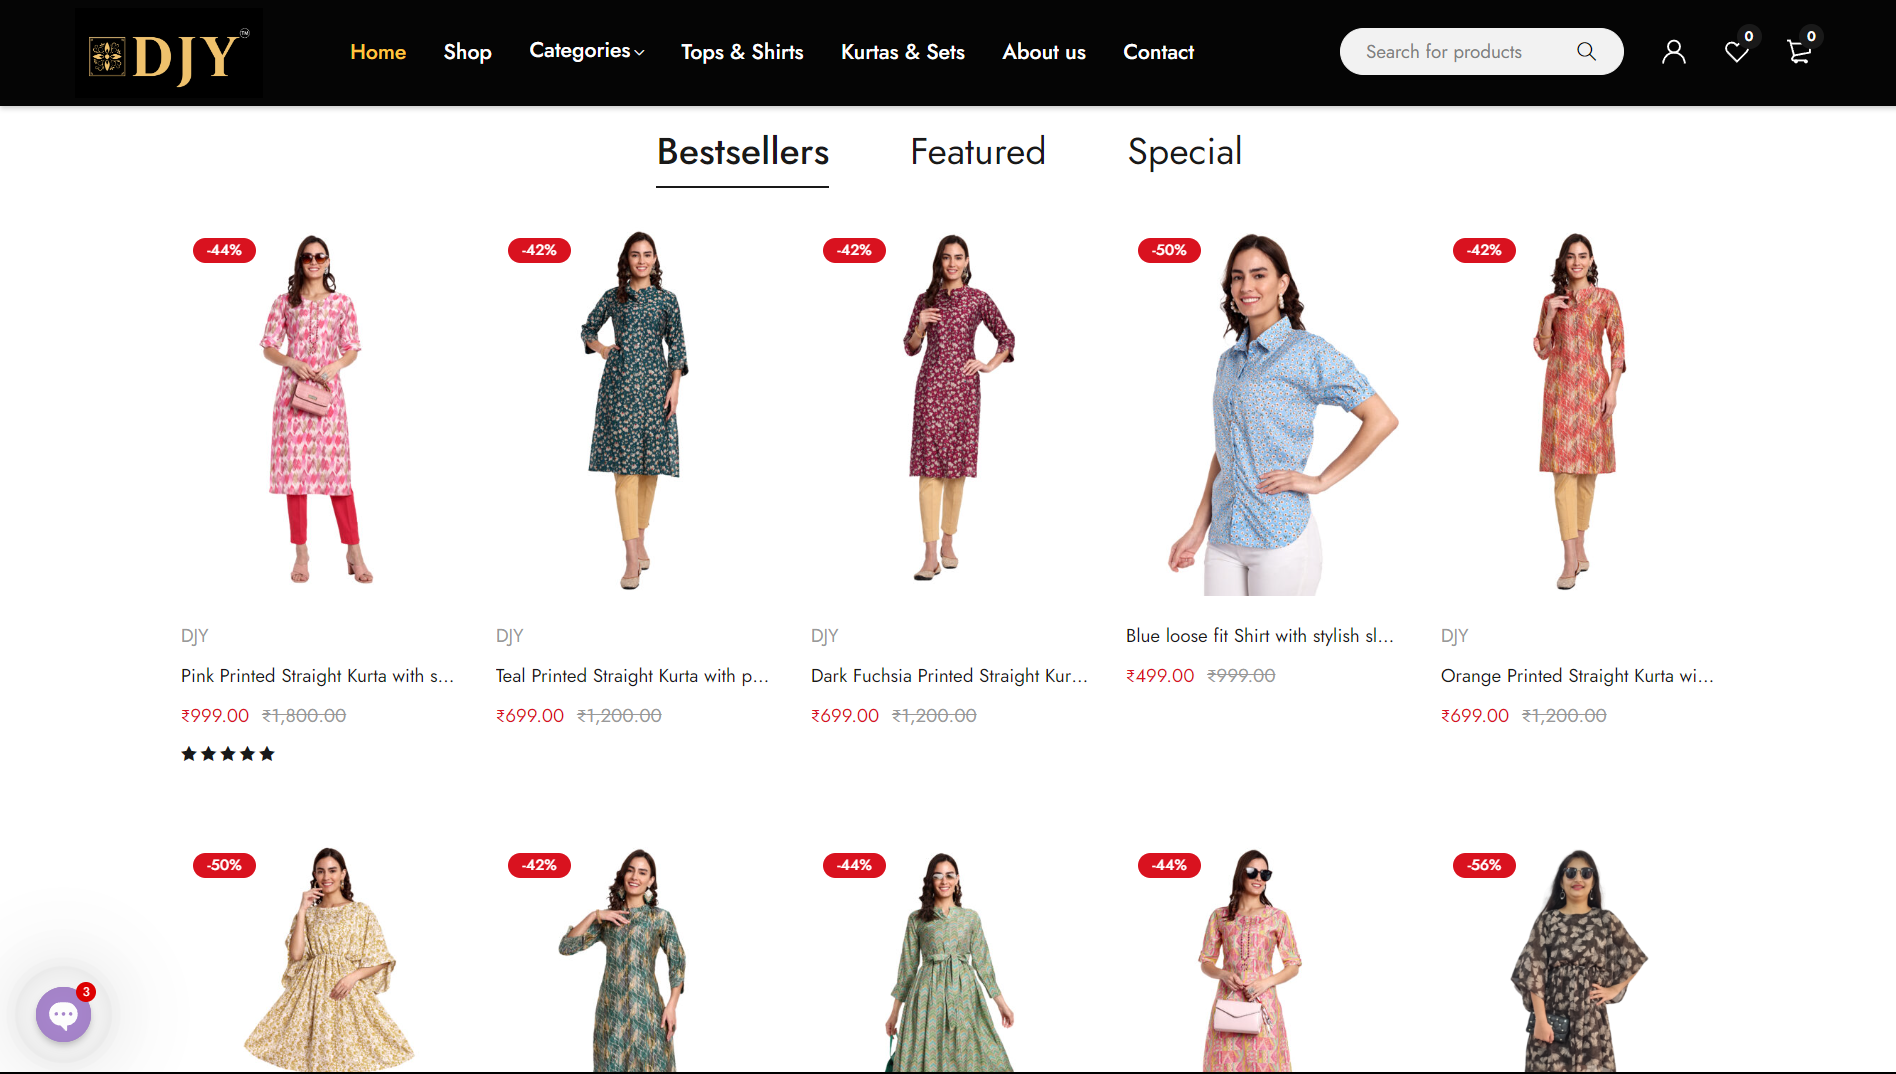 DJY TM
Home Shop Categories Tops & Shirts Kurtas & Sets About us Contact Search for products 0 0
Bestsellers Featured Special
-44% -42% -42% -50% -42%
DJY DJY DJY Blue loose fit Shirt with stylish sl... DJY
Pink Printed Straight Kurta with s... Teal Printed Straight Kurta with p... Dark Fuchsia Printed Straight Kur... ₹499.00 ₹999.00 Orange Printed Straight Kurta wi...
₹999.00 ₹1,800.00 ₹699.00 ₹1,200.00 ₹699.00 ₹1,200.00 ₹699.00 ₹1,200.00
-50% -42% -44% -44% -56%
3